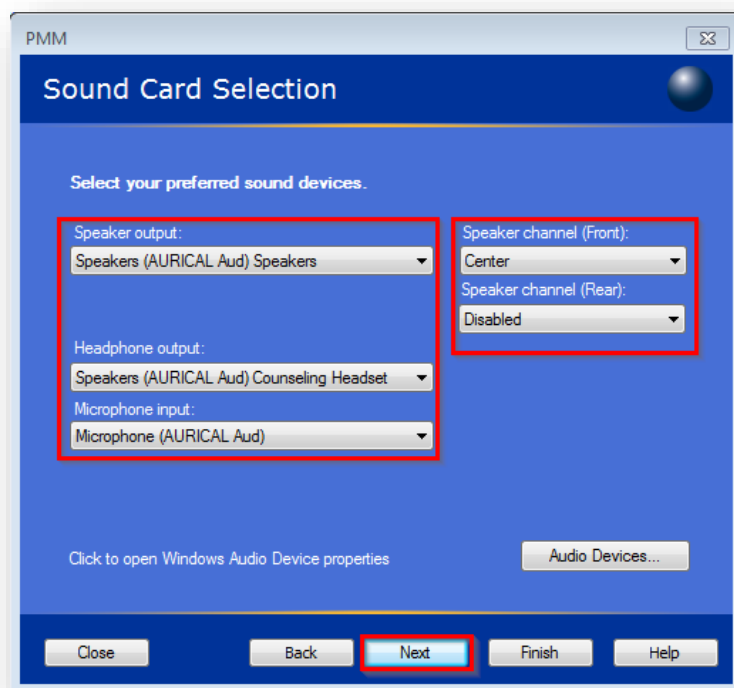 PMM
Sound Card Selection
Select your preferred sound devices.
Speaker output:
Speakers (AURICAL Aud) Speakers
Speaker channel (Front):
Center
Speaker channel (Rear):
Disabled
Headphone output:
Speakers (AURICAL Aud) Counseling Headset
Microphone input:
Microphone (AURICAL Aud)
Click to open Windows Audio Device properties
Audio Devices...
Close
Back
Next
Finish
Help